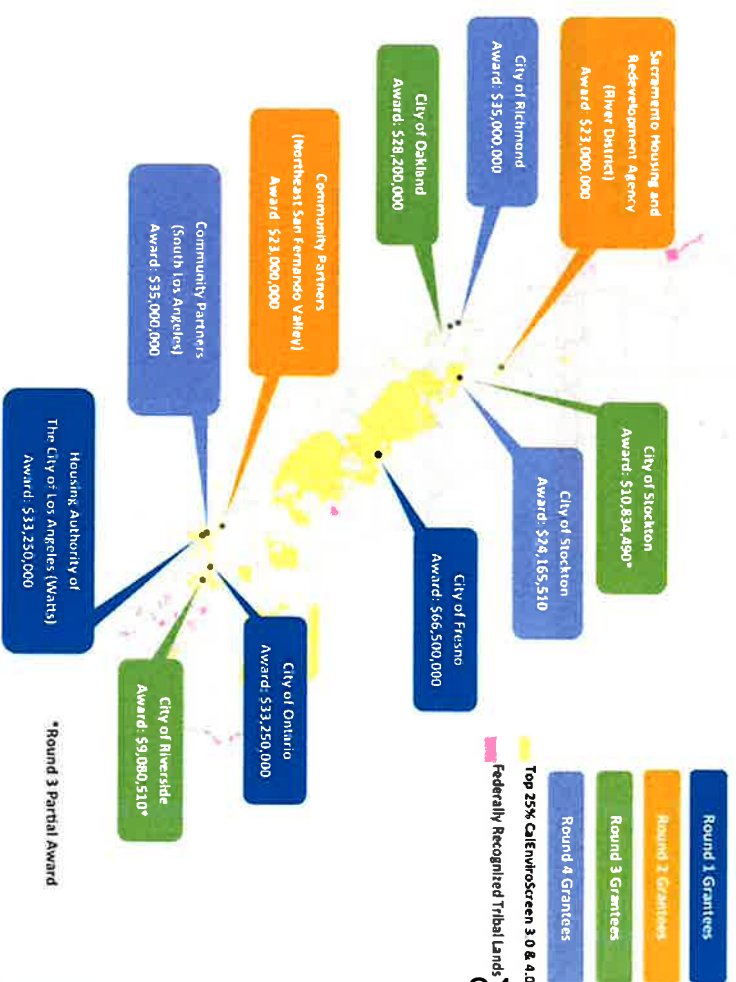 Round 1 Grantees
Round 2 Grantees
Round 3 Grantees
Round 4 Grantees
Top 25% CalEnviroScreen 3.0 & 4.0
Federally Recognized Tribal Lands
Sacramento Housing and
Redevelopment Agency
(River District)
Award: $23,000,000
City of Richmond
Award: $35,000,000
City of Oakland
Award: $28,200,000
City of Stockton
Award: $10,834,490*
City of Stockton
Award: $24,165,510
City of Fresno
Award: $66,500,000
Community Partners
(Northeast San Fernando Valley)
Award: $23,000,000
Community Partners
(South Los Angeles)
Award: $35,000,000
City of Ontario
Award: $33,250,000
City of Riverside
Award: $9,080,510*
Housing Authority of
The City of Los Angeles (Watts)
Award: $33,250,000
*Round 3 Partial Award